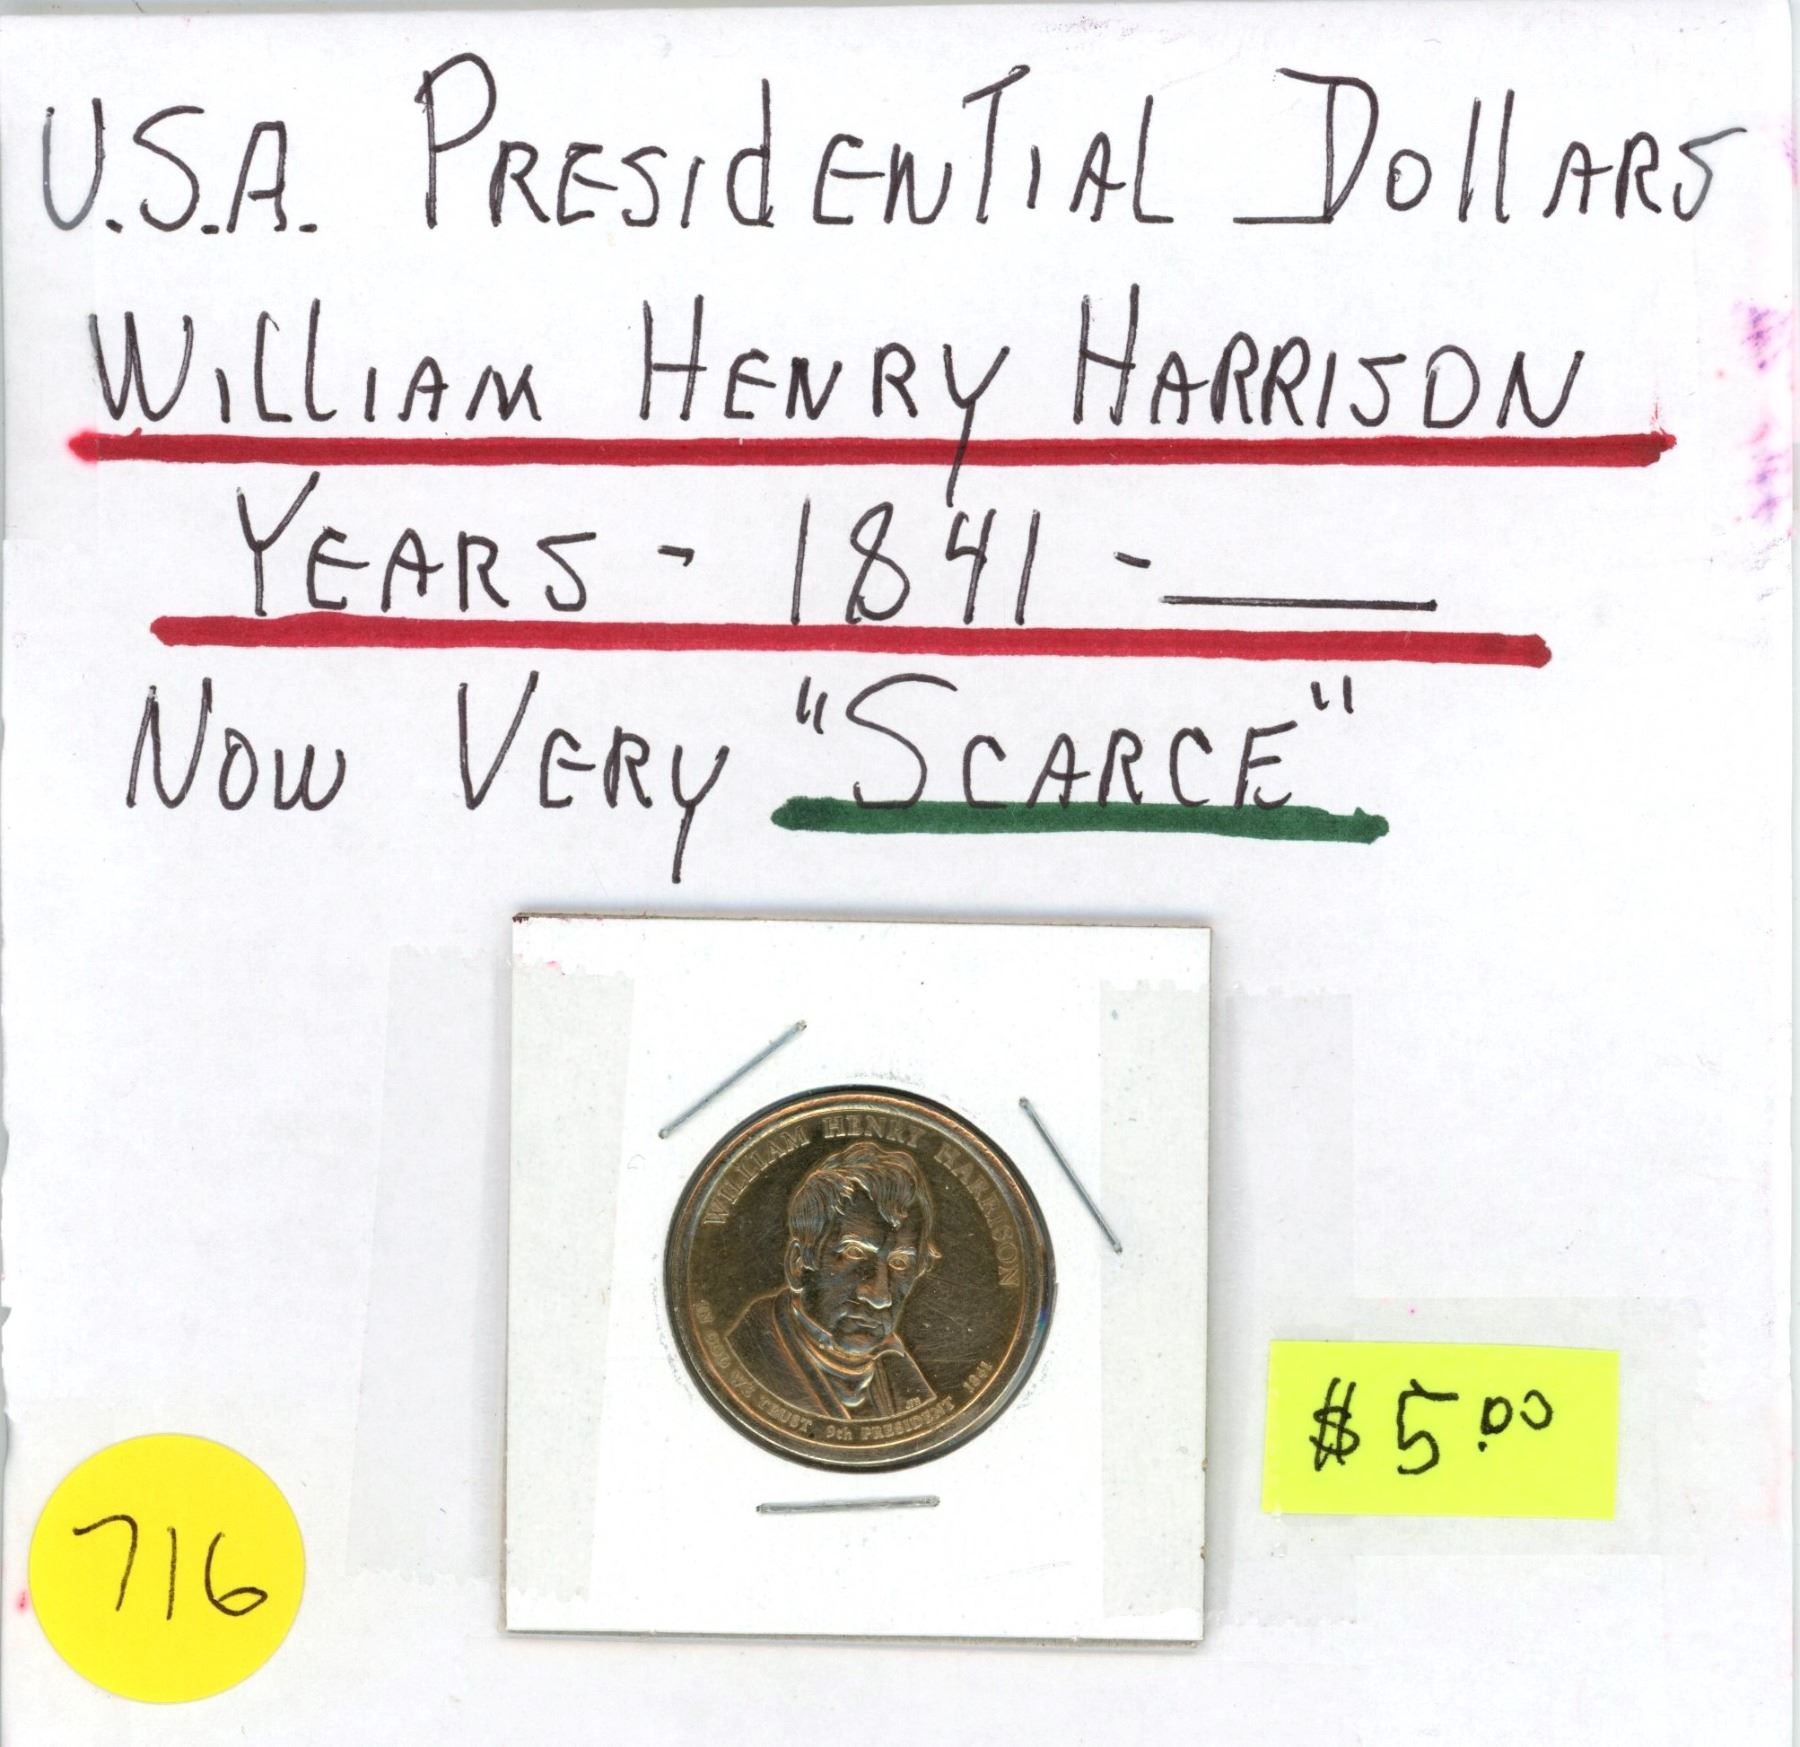 U.S.A. PRESIdENTIAL DOllARS
WILLIAM HENRY HARRISON
YEARS - 1841 - ____
NOW VERY "SCARCE"
WILLIAM HENRY HARRISON
IN GOD WE TRUST 9th PRESIDENT 1841
$5.00
716